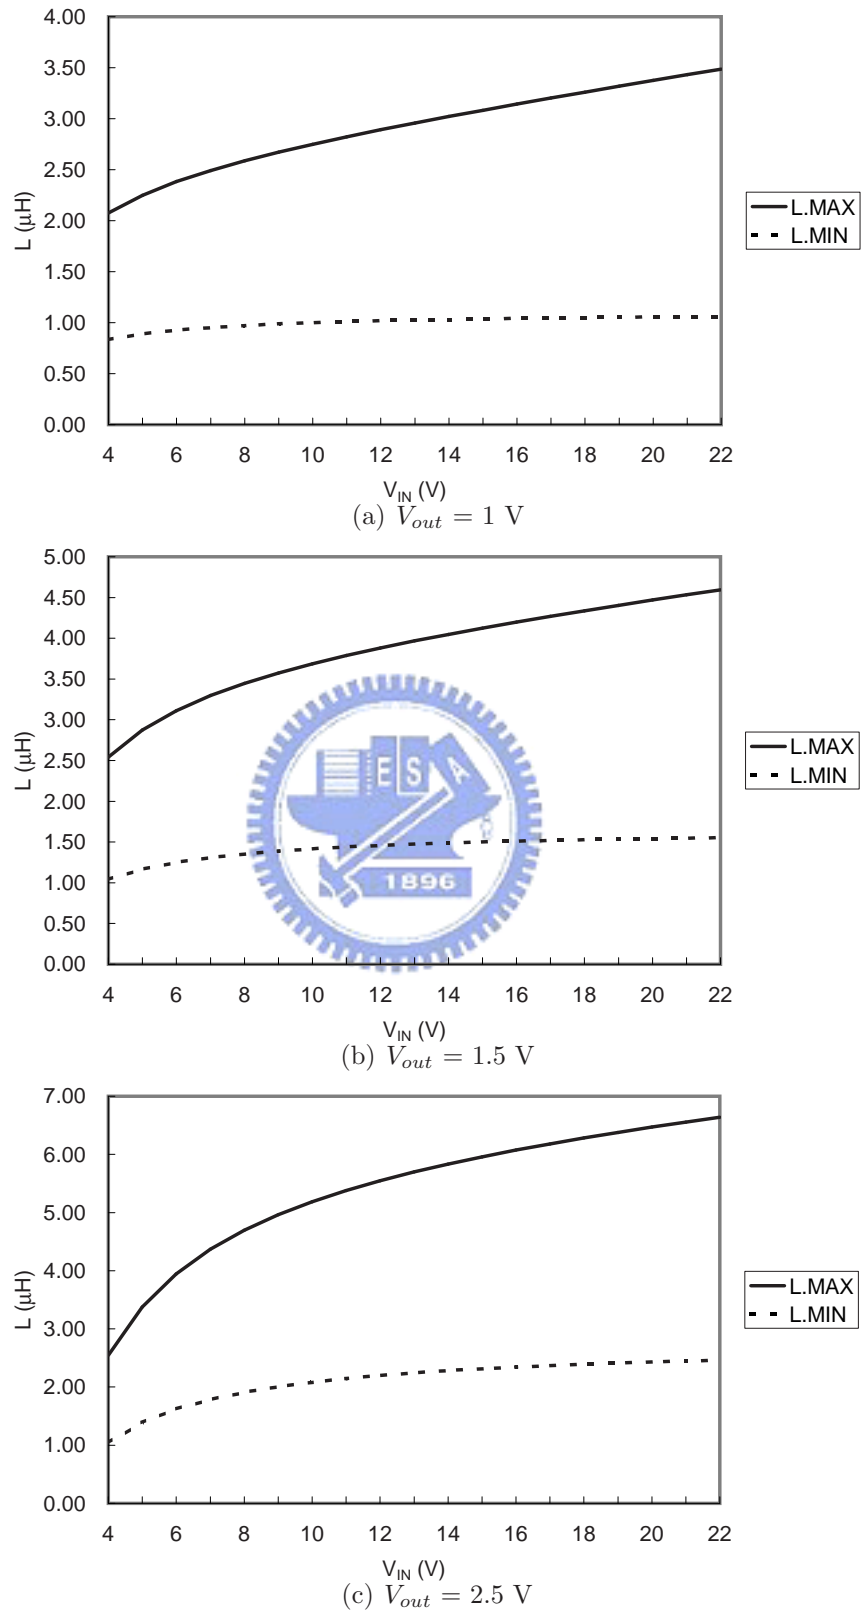 4.00
3.50
3.00
2.50
2.00
1.50
1.00
0.50
0.00
L (μH)
4 6 8 10 12 14 16 18 20 22
V_IN (V)
L.MAX
L.MIN
(a) V_out = 1 V
5.00
4.50
4.00
3.50
3.00
2.50
2.00
1.50
1.00
0.50
0.00
L (μH)
E S A
1896
4 6 8 10 12 14 16 18 20 22
V_IN (V)
L.MAX
L.MIN
(b) V_out = 1.5 V
7.00
6.00
5.00
4.00
3.00
2.00
1.00
0.00
L (μH)
4 6 8 10 12 14 16 18 20 22
V_IN (V)
L.MAX
L.MIN
(c) V_out = 2.5 V